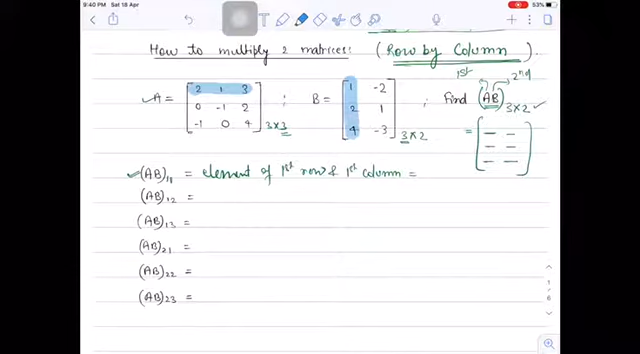 9:40 PM Sat 18 Apr 53%
How to multiply 2 matrices: (Row by Column).
1st 2nd
A = [ 2 1 3 ; B = [ 1 -2 ; Find (AB) 3×2 ✓
0 -1 2 2 1
-1 0 4 ] 3×3 4 -3 ] 3×2 = [ — —
— —
— — ]
✓(AB)₁₁ = element of 1st row & 1st column =
(AB)₁₂ =
(AB)₁₃ =
(AB)₂₁ =
(AB)₂₂ =
(AB)₂₃ =
1
6